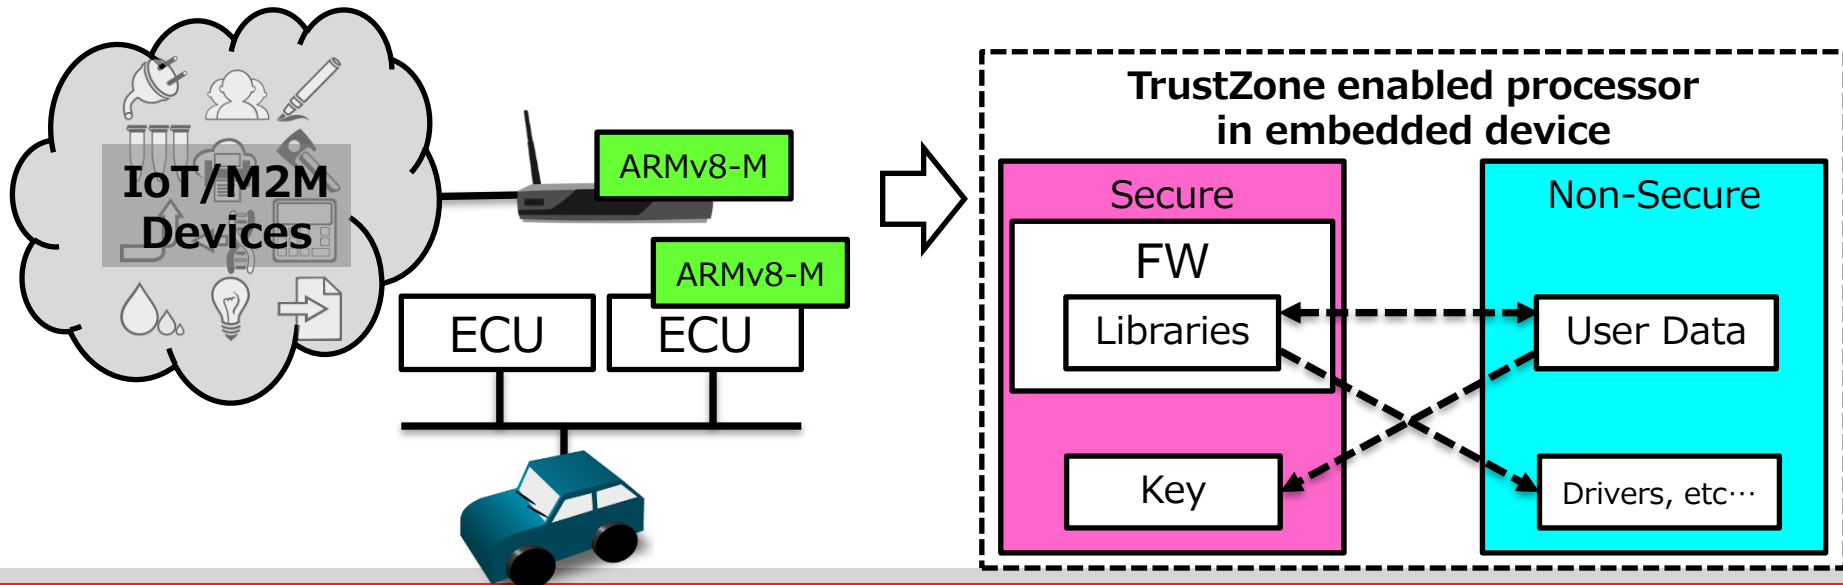 IoT/M2M
Devices
ARMv8-M
ARMv8-M
ECU
ECU
TrustZone enabled processor
in embedded device
Secure
Non-Secure
FW
Libraries
User Data
Key
Drivers, etc…